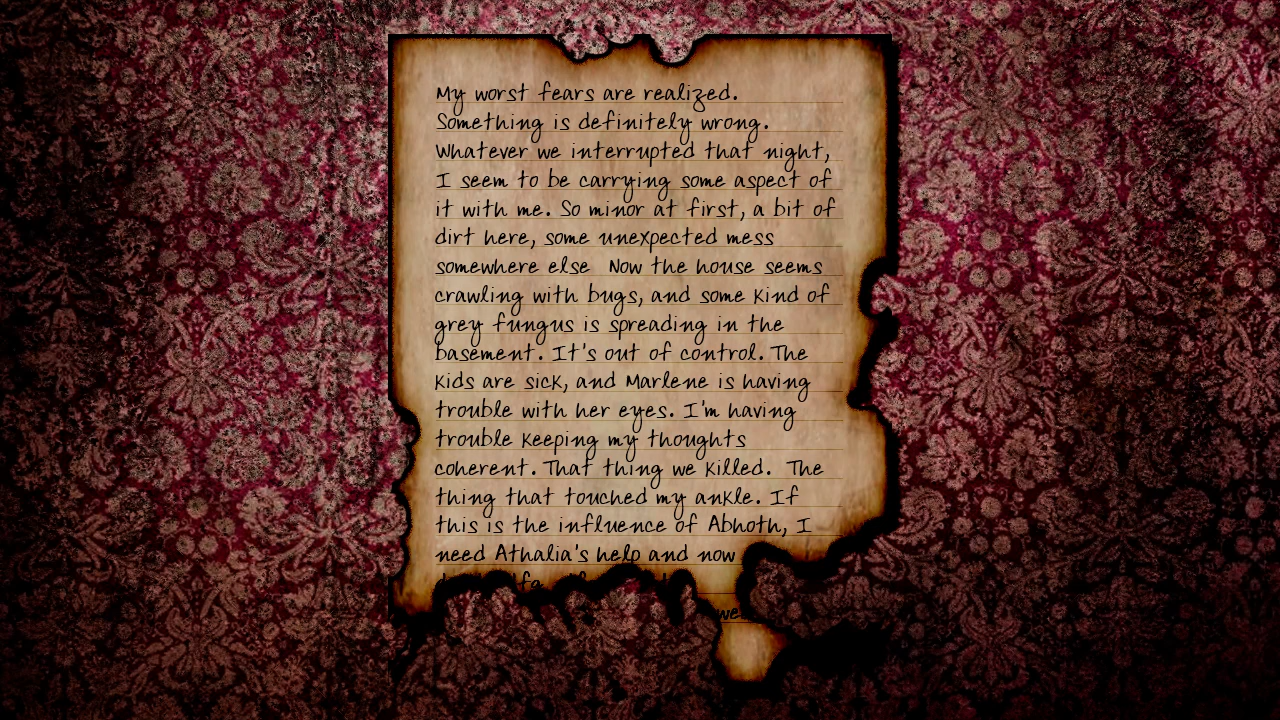 My worst fears are realized.
Something is definitely wrong.
Whatever we interrupted that night,
I seem to be carrying some aspect of
it with me. So minor at first, a bit of
dirt here, some unexpected mess
somewhere else  Now the house seems
crawling with bugs, and some kind of
grey fungus is spreading in the
basement. It's out of control. The
kids are sick, and Marlene is having
trouble with her eyes. I'm having
trouble keeping my thoughts
coherent. That thing we killed.  The
thing that touched my ankle. If
this is the influence of Abhoth, I
need Athalia's help and now
we